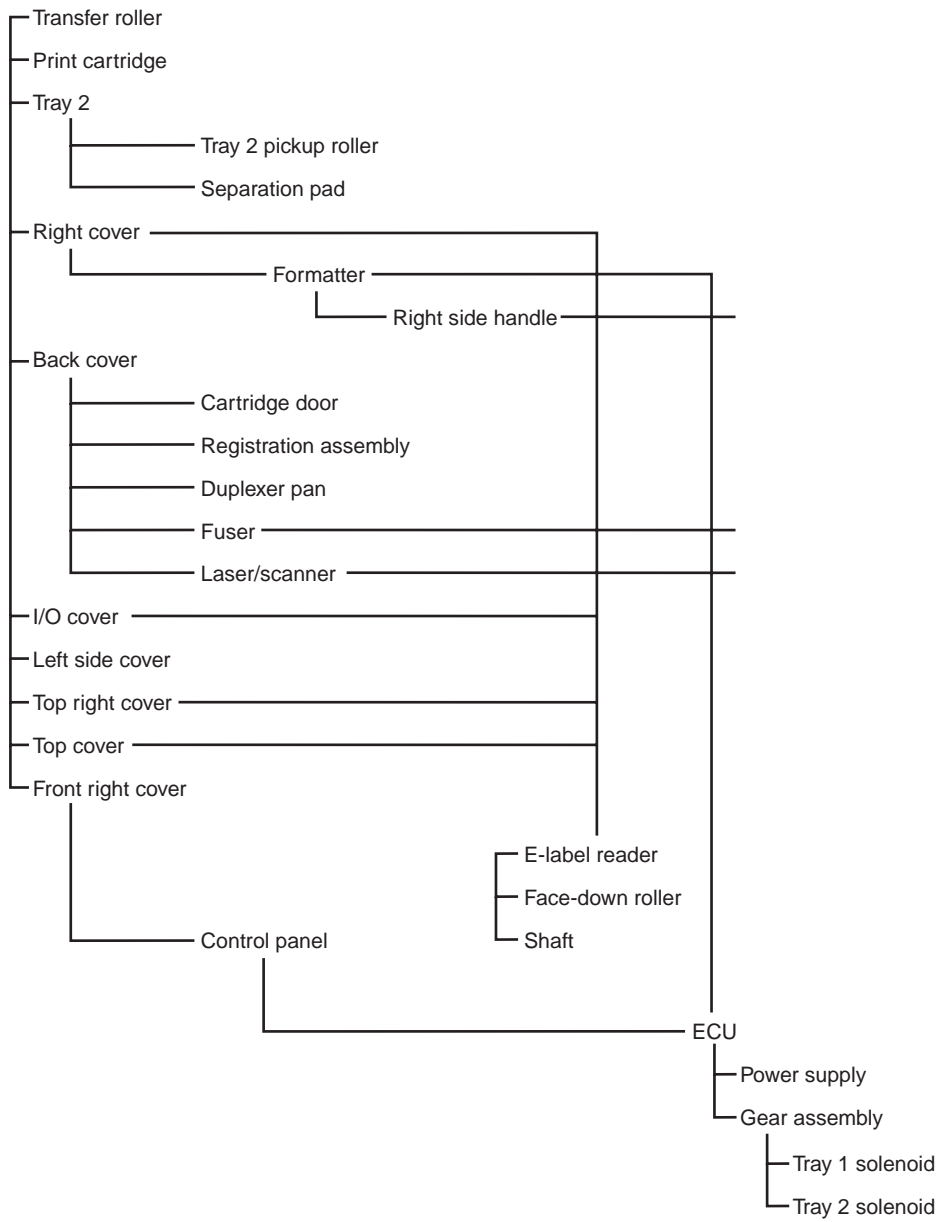 Transfer roller
Print cartridge
Tray 2
Tray 2 pickup roller
Separation pad
Right cover
Formatter
Right side handle
Back cover
Cartridge door
Registration assembly
Duplexer pan
Fuser
Laser/scanner
I/O cover
Left side cover
Top right cover
Top cover
Front right cover
E-label reader
Face-down roller
Control panel
Shaft
ECU
Power supply
Gear assembly
Tray 1 solenoid
Tray 2 solenoid